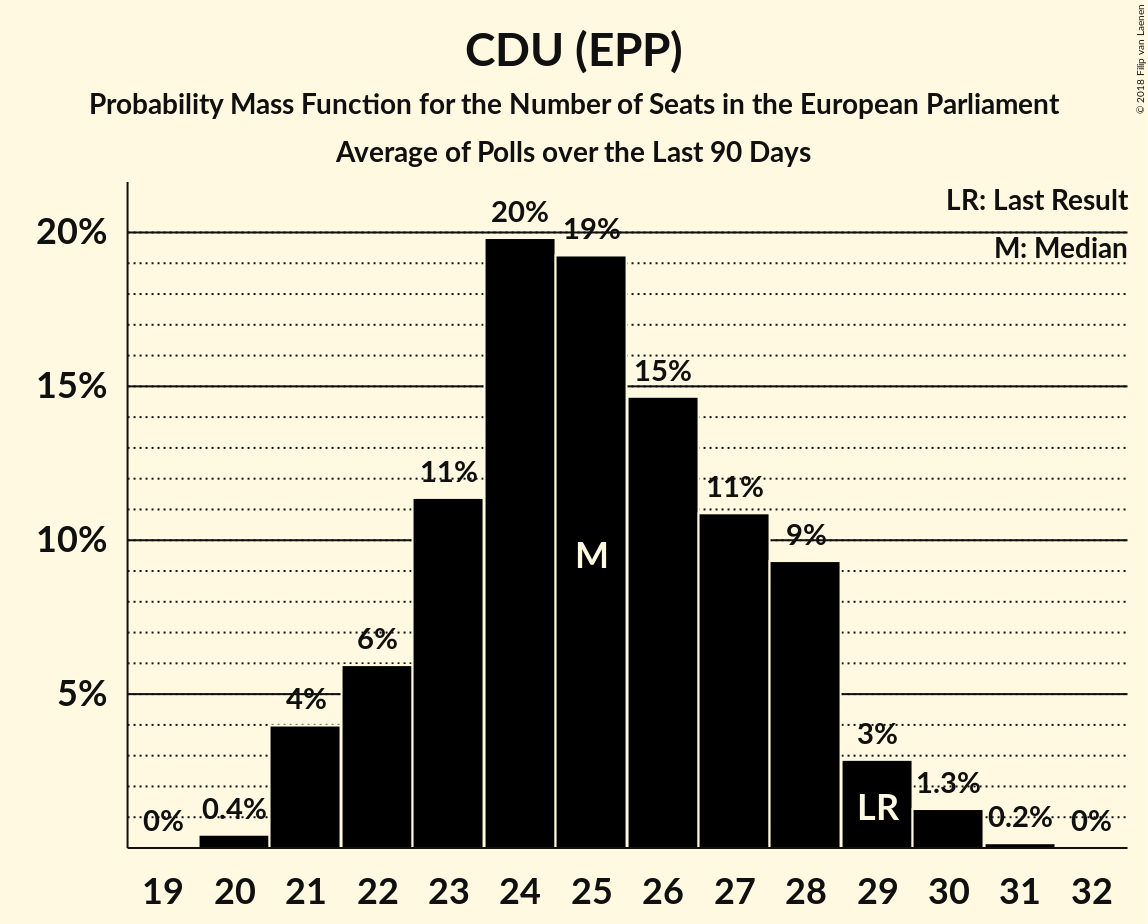 CDU (EPP)
Probability Mass Function for the Number of Seats in the European Parliament
Average of Polls over the Last 90 Days
© 2018 Filip van Laenen
LR: Last Result
M: Median
20%
15%
10%
5%
0%
0.4%
4%
6%
11%
20%
19%
15%
11%
9%
3%
1.3%
0.2%
0%
M
LR
19 20 21 22 23 24 25 26 27 28 29 30 31 32